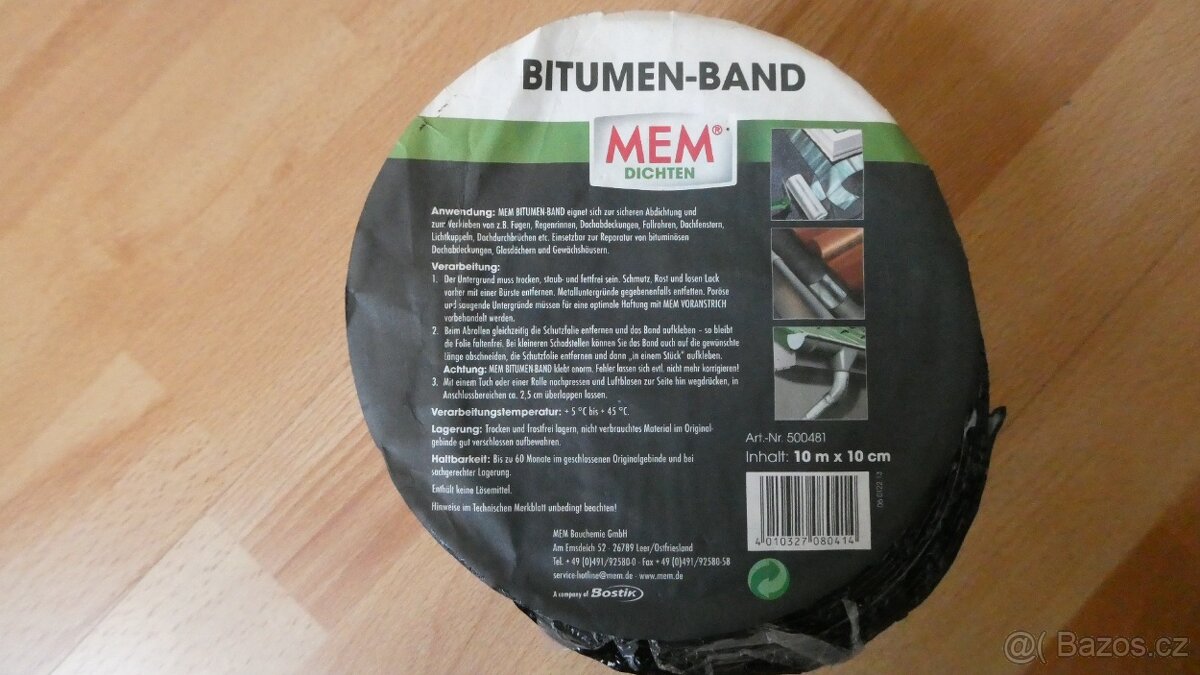 BITUMEN-BAND
MEM®
DICHTEN
Anwendung: MEM BITUMEN-BAND eignet sich zur sicheren Abdichtung und
zum Verkleben von z.B. Fugen, Regenrinnen, Dachabdeckungen, Fallrohren, Dachfenstern,
Lichtkuppeln, Dachdurchbrüchen etc. Einsetzbar zur Reparatur von bituminösen
Dachabdeckungen, Glasdächern und Gewächshäusern.
Verarbeitung:
1. Der Untergrund muss trocken, staub- und fettfrei sein. Schmutz, Rost und losen Lack
vorher mit einer Bürste entfernen. Metalluntergründe gegebenenfalls entfetten. Poröse
und saugende Untergründe müssen für eine optimale Haftung mit MEM VORANSTRICH
vorbehandelt werden.
2. Beim Abrollen gleichzeitig die Schutzfolie entfernen und das Band aufkleben – so bleibt
die Folie faltenfrei. Bei kleineren Schadstellen können Sie das Band auch auf die gewünschte
Länge abschneiden, die Schutzfolie entfernen und dann „in einem Stück" aufkleben.
Achtung: MEM BITUMEN-BAND klebt enorm. Fehler lassen sich evtl. nicht mehr korrigieren!
3. Mit einem Tuch oder einer Rolle nachpressen und Luftblasen zur Seite hin wegdrücken, in
Anschlussbereichen ca. 2,5 cm überlappen lassen.
Verarbeitungstemperatur: + 5 °C bis + 45 °C.
Lagerung: Trocken und frostfrei lagern, nicht verbrauchtes Material im Original-
gebinde gut verschlossen aufbewahren.
Haltbarkeit: Bis zu 60 Monate im geschlossenen Originalgebinde und bei
sachgerechter Lagerung.
Enthält keine Lösemittel.
Hinweise im Technischen Merkblatt unbedingt beachten!
MEM Bauchemie GmbH
Am Emsdeich 52 · 26789 Leer/Ostfriesland
Tel. + 49 (0)491/92580-0 · Fax + 49 (0)491/92580-58
service-hotline@mem.de · www.mem.de
A company of Bostik
Art.-Nr. 500481
Inhalt: 10 m x 10 cm
4 010327 080414
06 0122 13
@( Bazos.cz